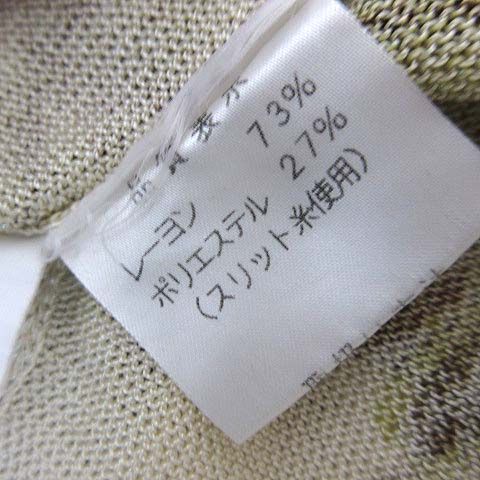 品質表示
レーヨン 73%
ポリエステル 27%
(スリット糸使用)